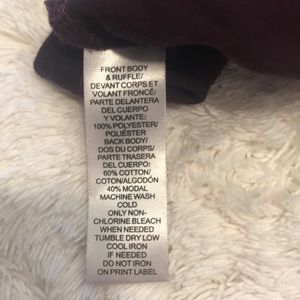 FRONT BODY
& RUFFLE/
DEVANT CORPS ET
VOLANT FRONCÉ/
PARTE DELANTERA
DEL CUERPO
Y VOLANTE:
100% POLYESTER/
POLIÉSTER
BACK BODY/
DOS DU CORPS/
PARTE TRASERA
DEL CUERPO:
60% COTTON/
COTON/ALGODÓN
40% MODAL
MACHINE WASH
COLD
ONLY NON-
CHLORINE BLEACH
WHEN NEEDED
TUMBLE DRY LOW
COOL IRON
IF NEEDED
DO NOT IRON
ON PRINT LABEL